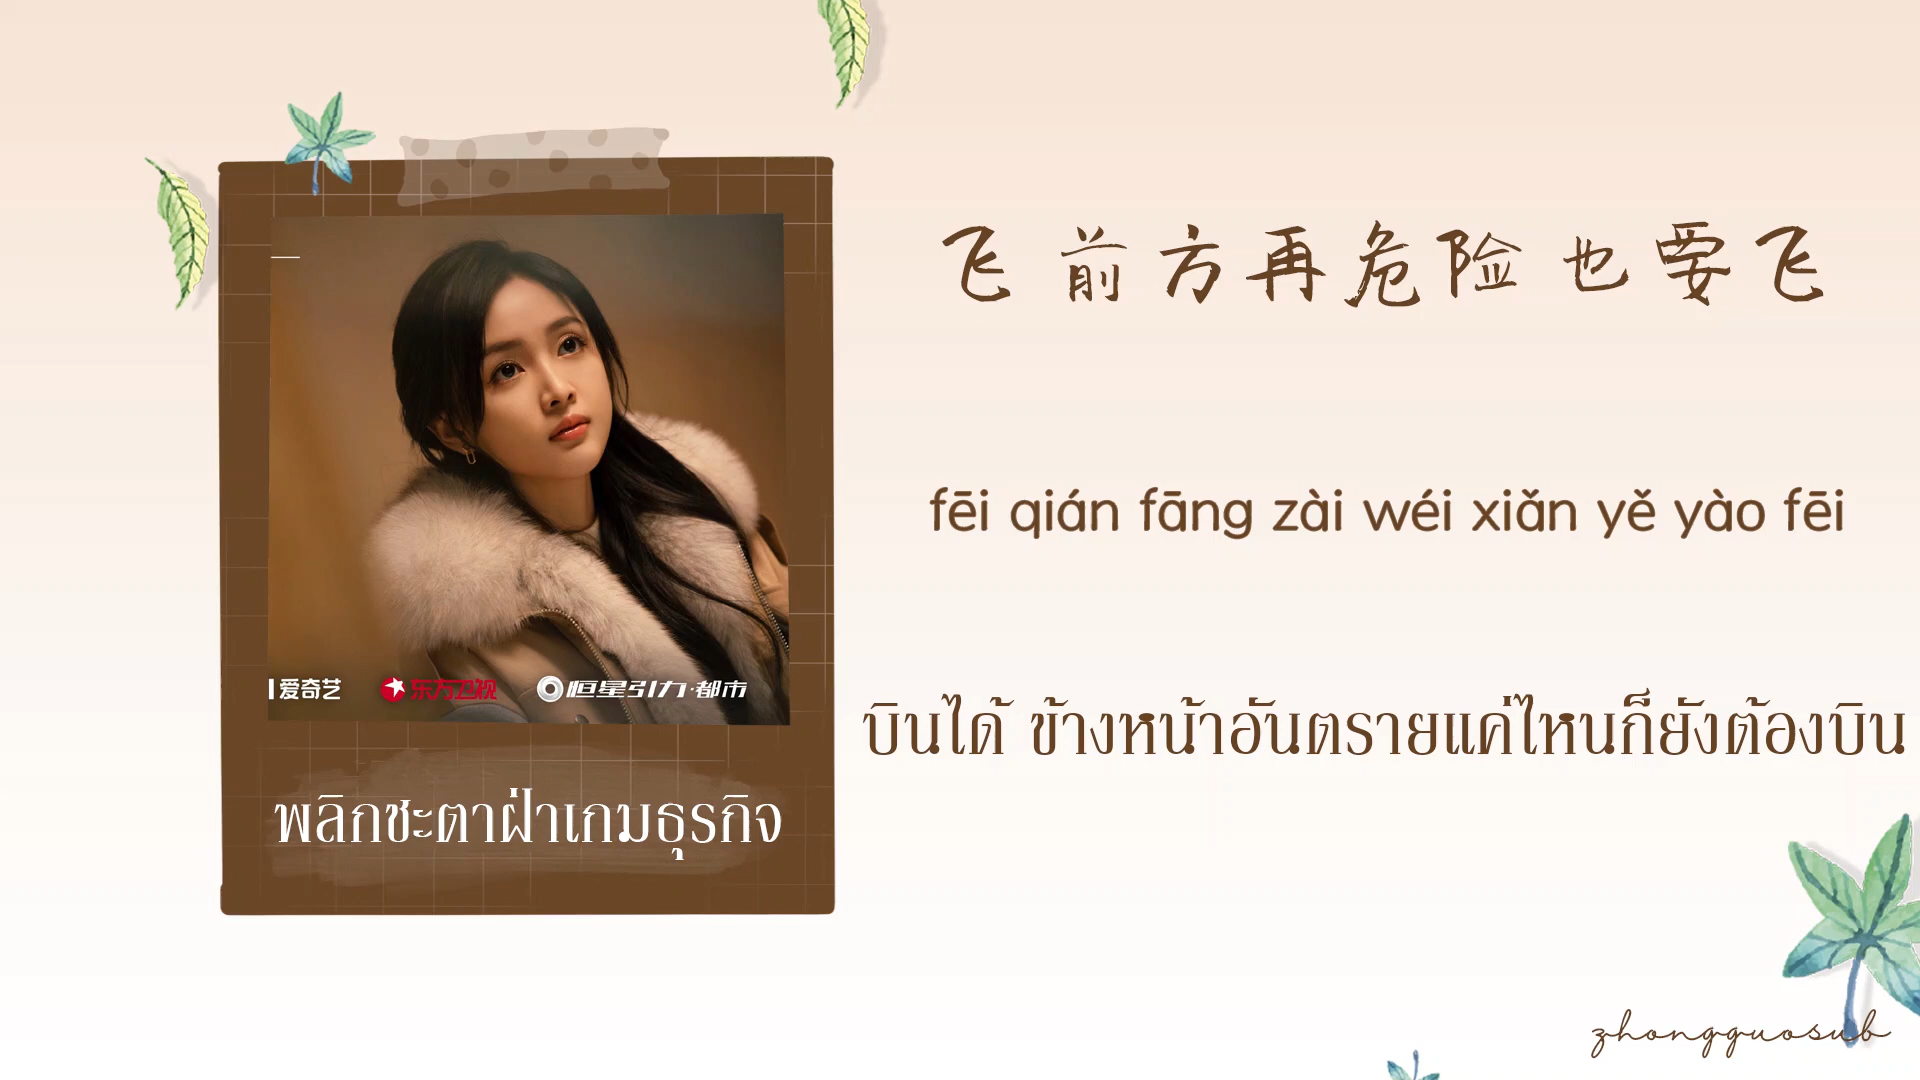 飞 前方再危险 也要飞
fēi qián fāng zài wéi xiǎn yě yào fēi
บินได้ ข้างหน้าอันตรายแค่ไหนก็ยังต้องบิน
爱奇艺 东方卫视 恒星引力·都市
พลิกชะตาฝ่าเกมธุรกิจ
zhongguosub